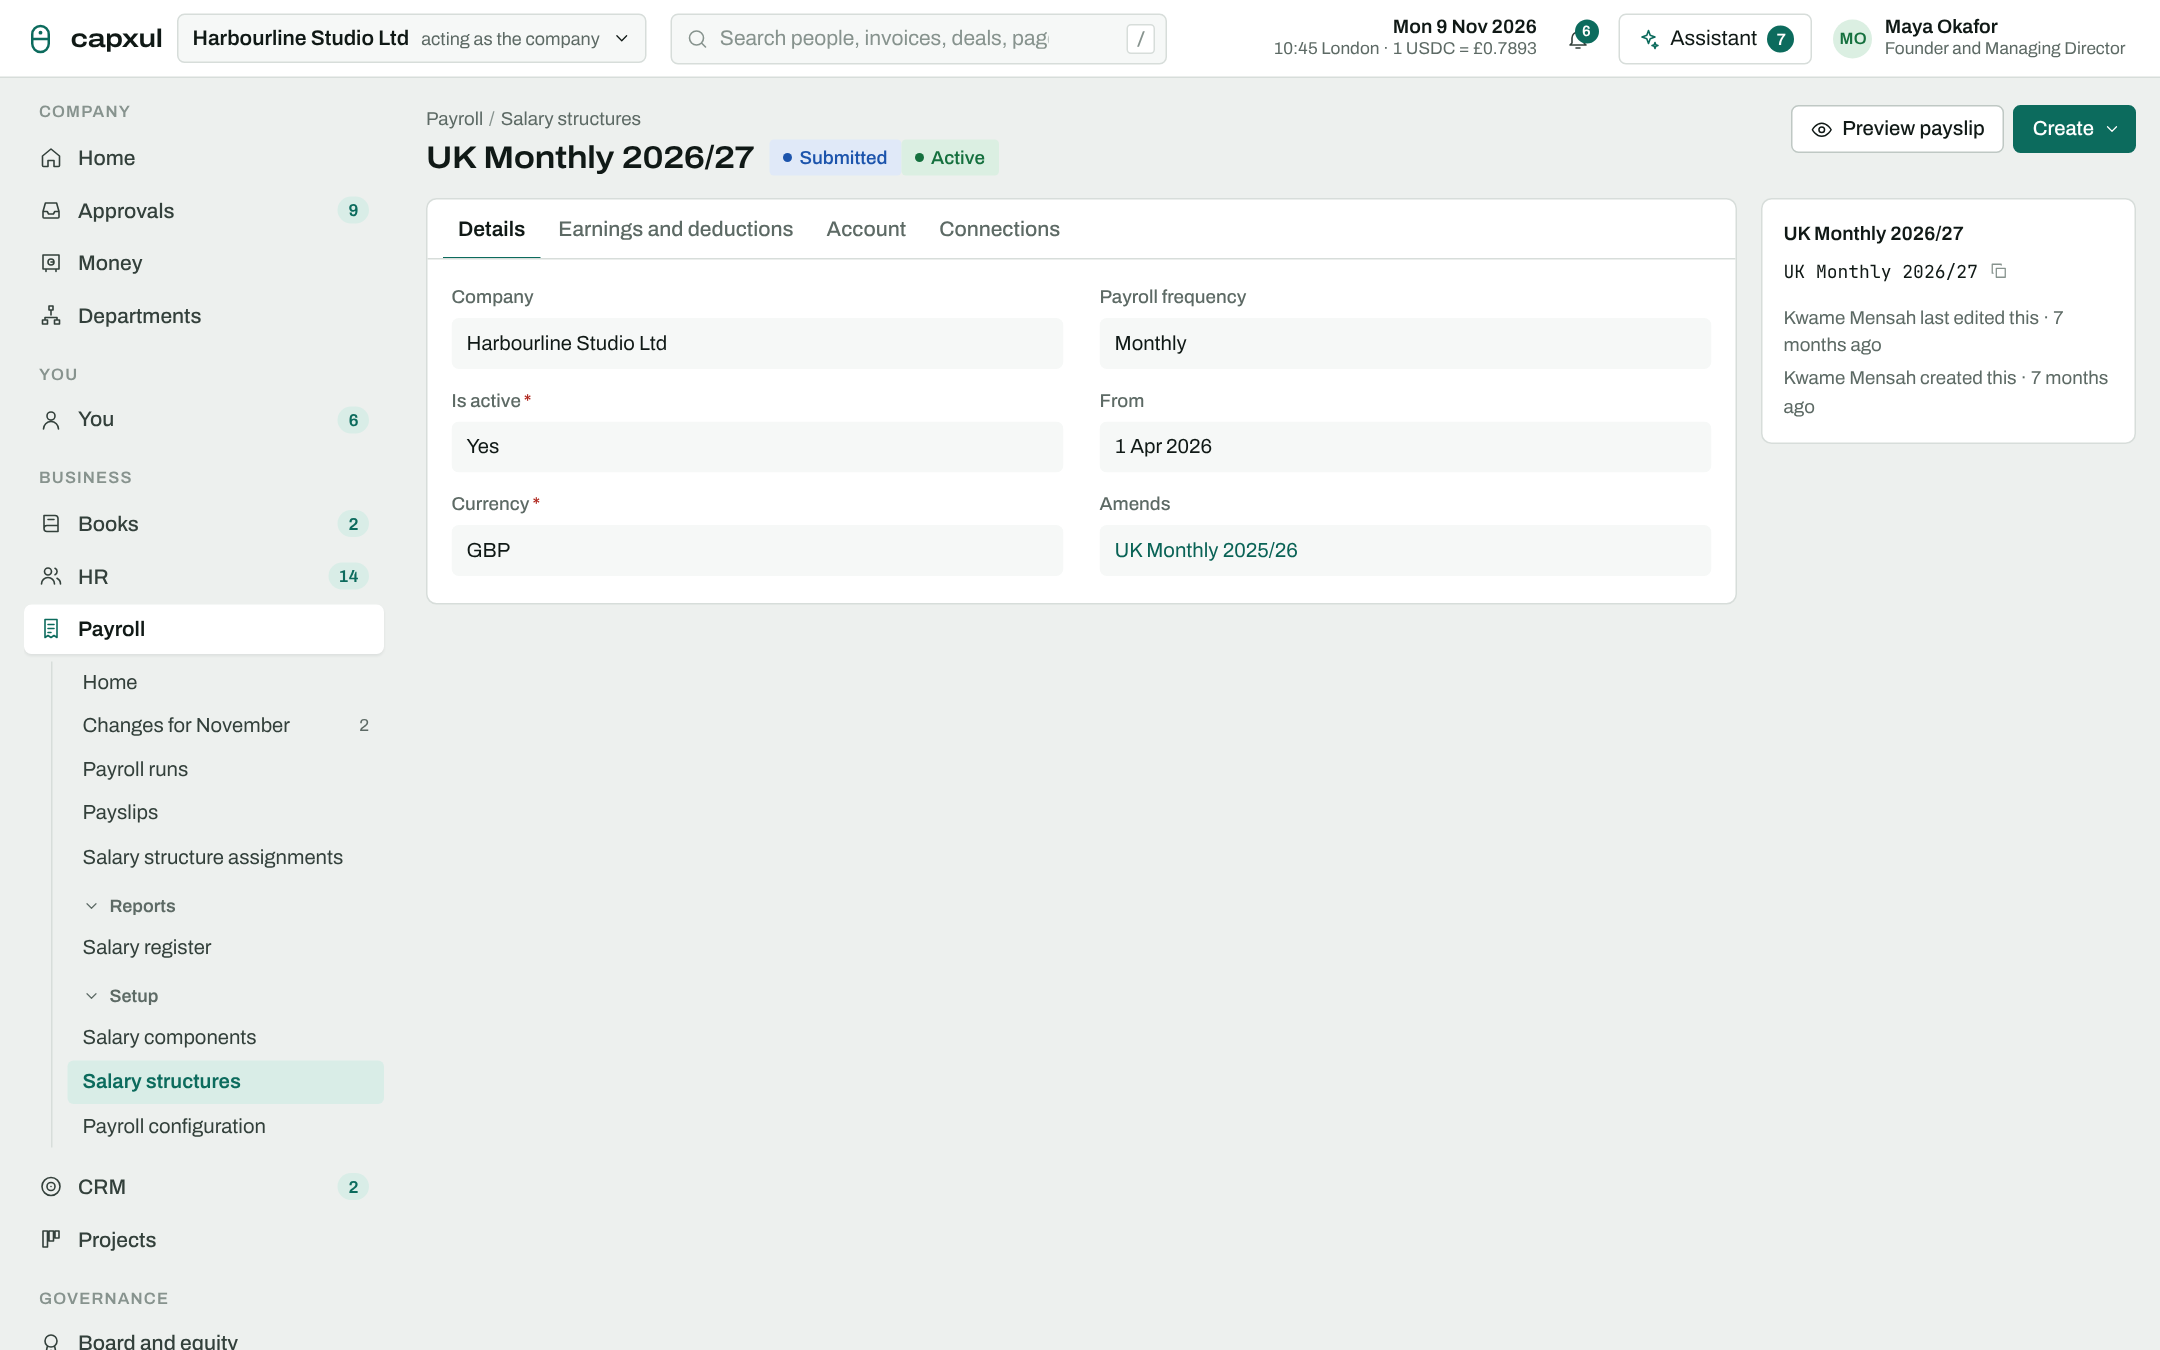 capxul
Harbourline Studio Ltd acting as the company
Search people, invoices, deals, pag
/
Mon 9 Nov 2026
10:45 London · 1 USDC = £0.7893
6
Assistant 7
MO
Maya Okafor
Founder and Managing Director
COMPANY
Home
Approvals 9
Money
Departments
YOU
You 6
BUSINESS
Books 2
HR 14
Payroll
Home
Changes for November 2
Payroll runs
Payslips
Salary structure assignments
Reports
Salary register
Setup
Salary components
Salary structures
Payroll configuration
CRM 2
Projects
GOVERNANCE
Board and equity
Payroll / Salary structures
UK Monthly 2026/27 Submitted Active
Preview payslip
Create
Details Earnings and deductions Account Connections
Company
Harbourline Studio Ltd
Payroll frequency
Monthly
Is active *
Yes
From
1 Apr 2026
Currency *
GBP
Amends
UK Monthly 2025/26
UK Monthly 2026/27
UK Monthly 2026/27
Kwame Mensah last edited this · 7
months ago
Kwame Mensah created this · 7 months
ago